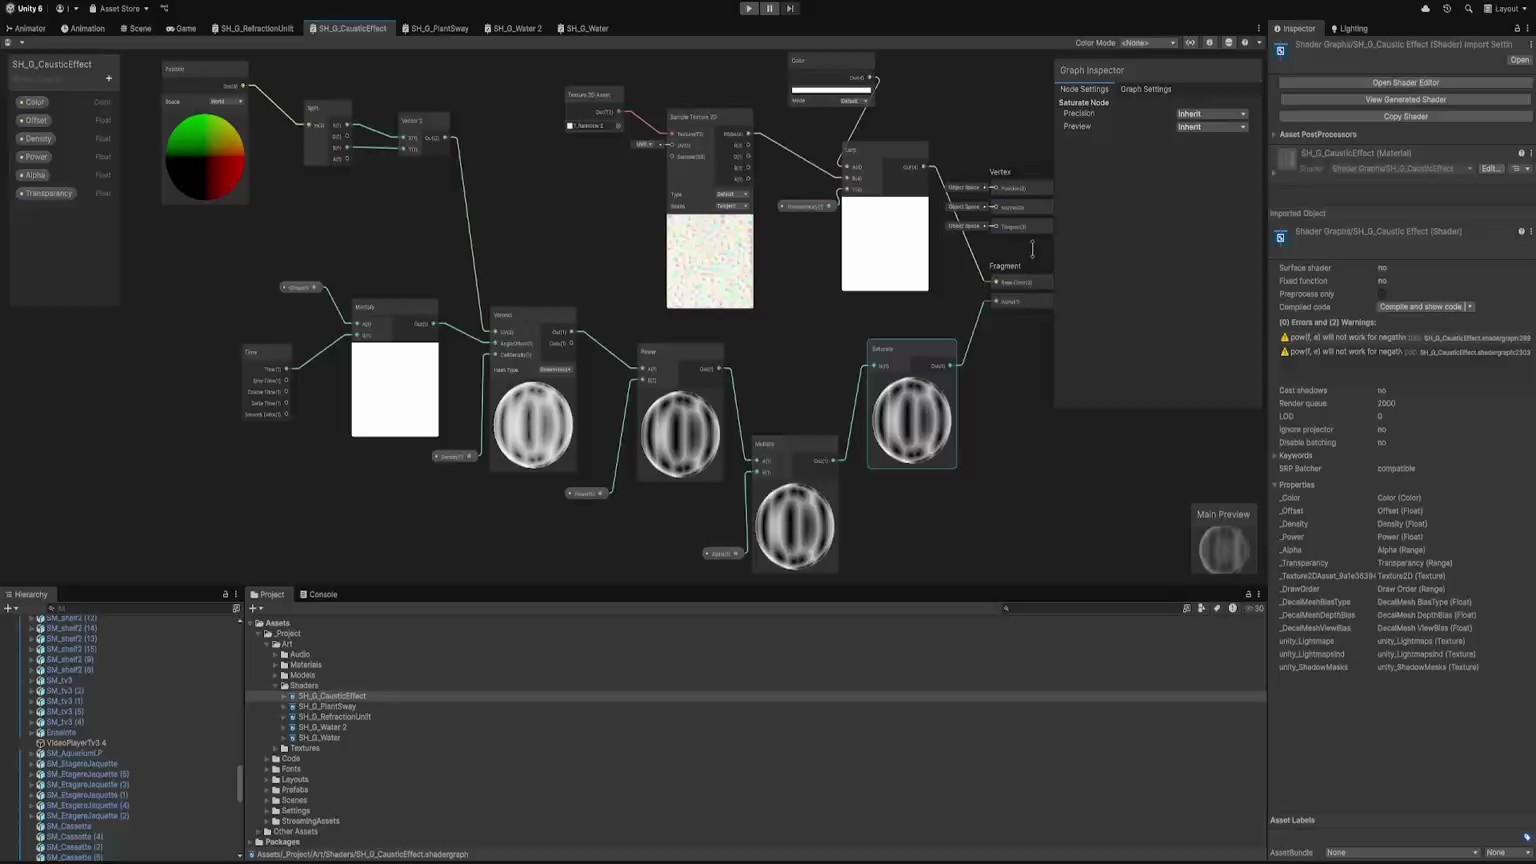 Unity 6
Asset Store
Layout
Animator
Animation
Scene
Game
SH_G_RefractionUnlit
SH_G_CausticEffect
SH_G_PlantSway
SH_G_Water 2
SH_G_Water
Inspector
Lighting
Color Mode <None>
Shader Graphs/SH_G_Caustic Effect (Shader) Import Settin
Open
SH_G_CausticEffect
Color Color
Offset Float
Density Float
Power Float
Alpha Float
Transparency Float
Position
Space World
Split
Vector 2
Texture 2D Asset
Sample Texture 2D
Type Default
Space Tangent
Color
Mode Default
Lerp
Vertex
Object Space Position(3)
Object Space Normal(3)
Object Space Tangent(3)
Fragment
Base Color(3)
Alpha(1)
Multiply
Time
Time(1)
Sine Time(1)
Cosine Time(1)
Delta Time(1)
Smooth Delta(1)
Voronoi
UV(2)
AngleOffset(1)
CellDensity(1)
Out(1)
Cells(1)
Hash Type
Power
Multiply
Saturate
Graph Inspector
Node Settings
Graph Settings
Saturate Node
Precision Inherit
Preview Inherit
Main Preview
Open Shader Editor
View Generated Shader
Copy Shader
Asset PostProcessors
SH_G_CausticEffect (Material)
Shader Shader Graphs/SH_G_CausticEffect
Edit...
Imported Object
Shader Graphs/SH_G_Caustic Effect (Shader)
Surface shader no
Fixed function no
Preprocess only
Compiled code Compile and show code
(0) Errors and (2) Warnings:
pow(f, e) will not work for negativ SH_G_CausticEffect.shadergraph:289
pow(f, e) will not work for negativ SH_G_CausticEffect.shadergraph:2303
Cast shadows no
Render queue 2000
LOD 0
Ignore projector no
Disable batching no
Keywords
SRP Batcher compatible
Properties
_Color Color (Color)
_Offset Offset (Float)
_Density Density (Float)
_Power Power (Float)
_Alpha Alpha (Range)
_Transparancy Transparency (Range)
_Texture2DAsset_9a1e36394 Texture2D (Texture)
_DrawOrder Draw Order (Range)
_DecalMeshBiasType DecalMesh BiasType (Float)
_DecalMeshDepthBias DecalMesh DepthBias (Float)
_DecalMeshViewBias DecalMesh ViewBias (Float)
unity_Lightmaps unity_Lightmaps (Texture)
unity_LightmapsInd unity_LightmapsInd (Texture)
unity_ShadowMasks unity_ShadowMasks (Texture)
Asset Labels
AssetBundle None None
Hierarchy
SM_shelf2 (12)
SM_shelf2 (14)
SM_shelf2 (13)
SM_shelf2 (15)
SM_shelf2 (9)
SM_shelf2 (8)
SM_tv3
SM_tv3 (2)
SM_tv3 (1)
SM_tv3 (5)
SM_tv3 (4)
Enseinte
VideoPlayerTv3 4
SM_AquariumLP
SM_EtagereJaquette
SM_EtagereJaquette (5)
SM_EtagereJaquette (3)
SM_EtagereJaquette (1)
SM_EtagereJaquette (4)
SM_EtagereJaquette (2)
SM_Cassette
SM_Cassette (4)
SM_Cassette (2)
SM_Cassette (5)
Project
Console
30
Assets
_Project
Art
Audio
Materials
Models
Shaders
SH_G_CausticEffect
SH_G_PlantSway
SH_G_RefractionUnlit
SH_G_Water 2
SH_G_Water
Textures
Code
Fonts
Layouts
Prefabs
Scenes
Settings
StreamingAssets
Other Assets
Packages
Assets/_Project/Art/Shaders/SH_G_CausticEffect.shadergraph